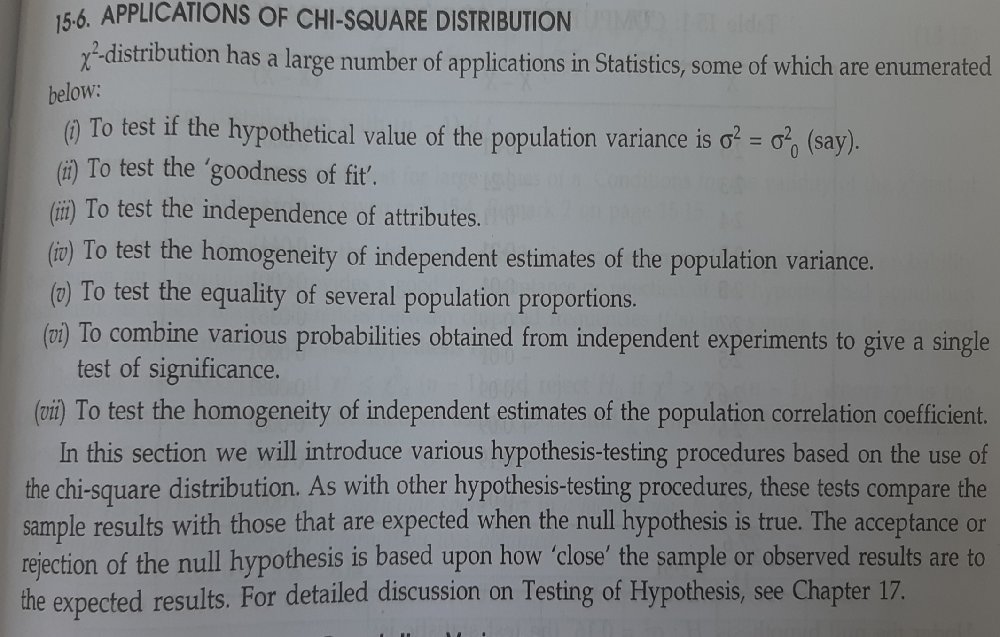 15·6. APPLICATIONS OF CHI-SQUARE DISTRIBUTION
χ²-distribution has a large number of applications in Statistics, some of which are enumerated
below:
(i) To test if the hypothetical value of the population variance is σ² = σ²₀ (say).
(ii) To test the ‘goodness of fit’.
(iii) To test the independence of attributes.
(iv) To test the homogeneity of independent estimates of the population variance.
(v) To test the equality of several population proportions.
(vi) To combine various probabilities obtained from independent experiments to give a single
test of significance.
(vii) To test the homogeneity of independent estimates of the population correlation coefficient.
In this section we will introduce various hypothesis-testing procedures based on the use of
the chi-square distribution. As with other hypothesis-testing procedures, these tests compare the
sample results with those that are expected when the null hypothesis is true. The acceptance or
rejection of the null hypothesis is based upon how ‘close’ the sample or observed results are to
the expected results. For detailed discussion on Testing of Hypothesis, see Chapter 17.